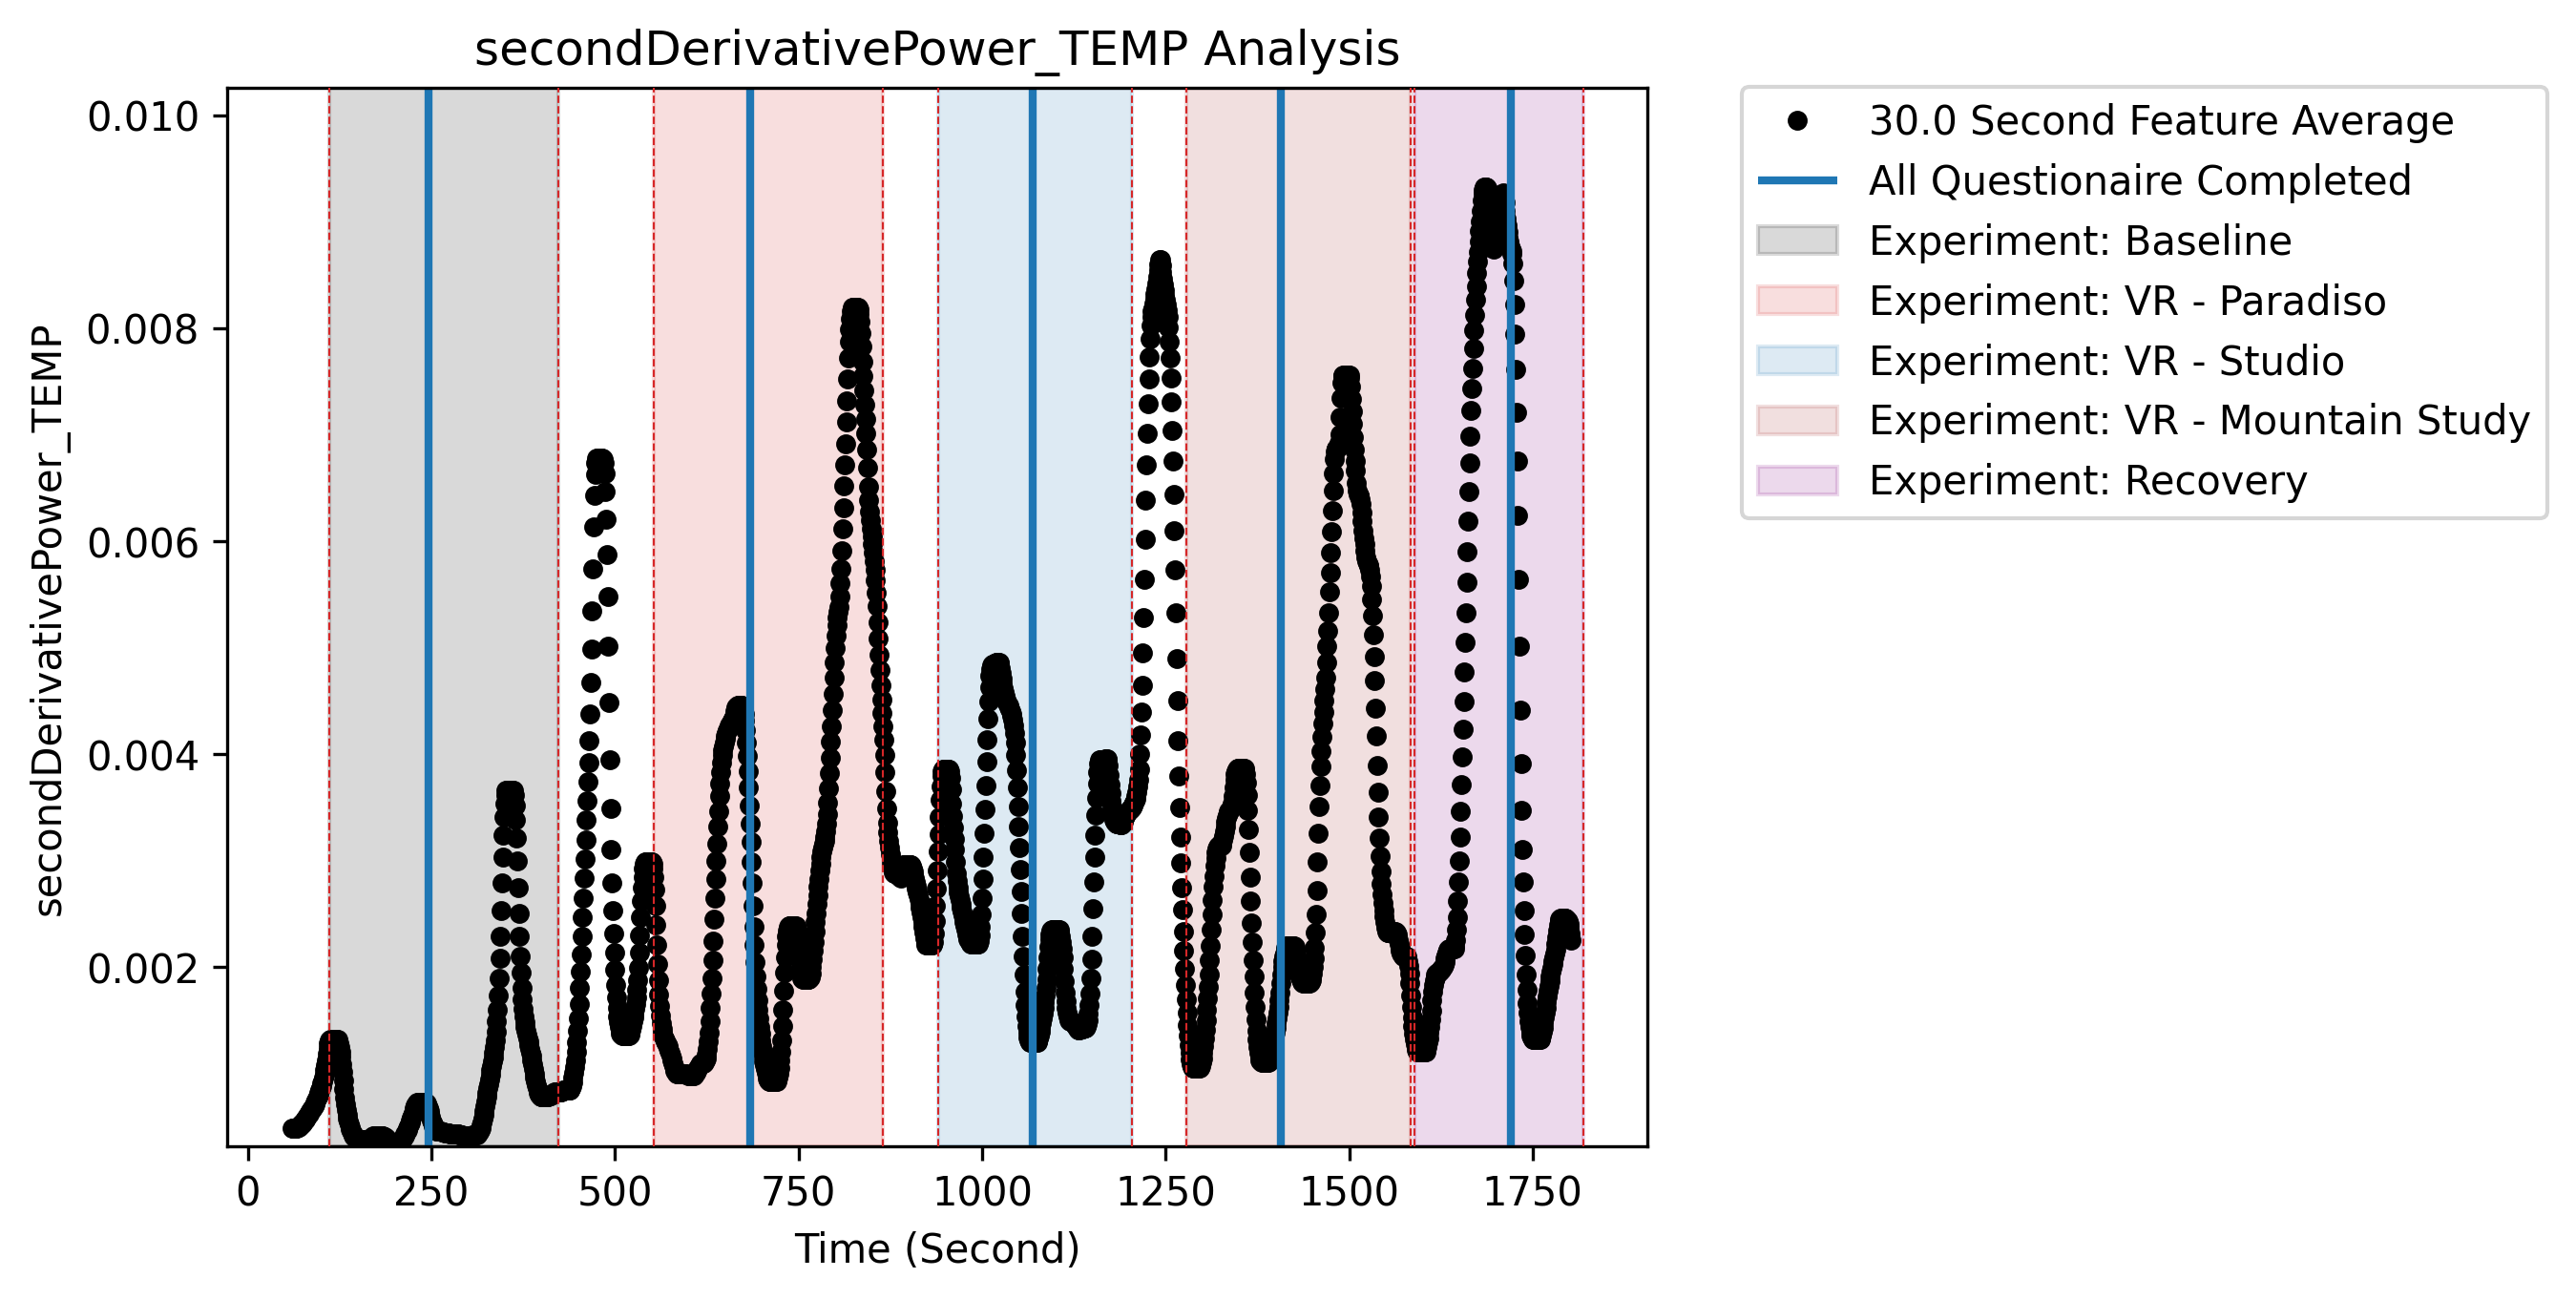 secondDerivativePower_TEMP Analysis
secondDerivativePower_TEMP
0.010
0.008
0.006
0.004
0.002
0 250 500 750 1000 1250 1500 1750
Time (Second)
30.0 Second Feature Average
All Questionaire Completed
Experiment: Baseline
Experiment: VR - Paradiso
Experiment: VR - Studio
Experiment: VR - Mountain Study
Experiment: Recovery